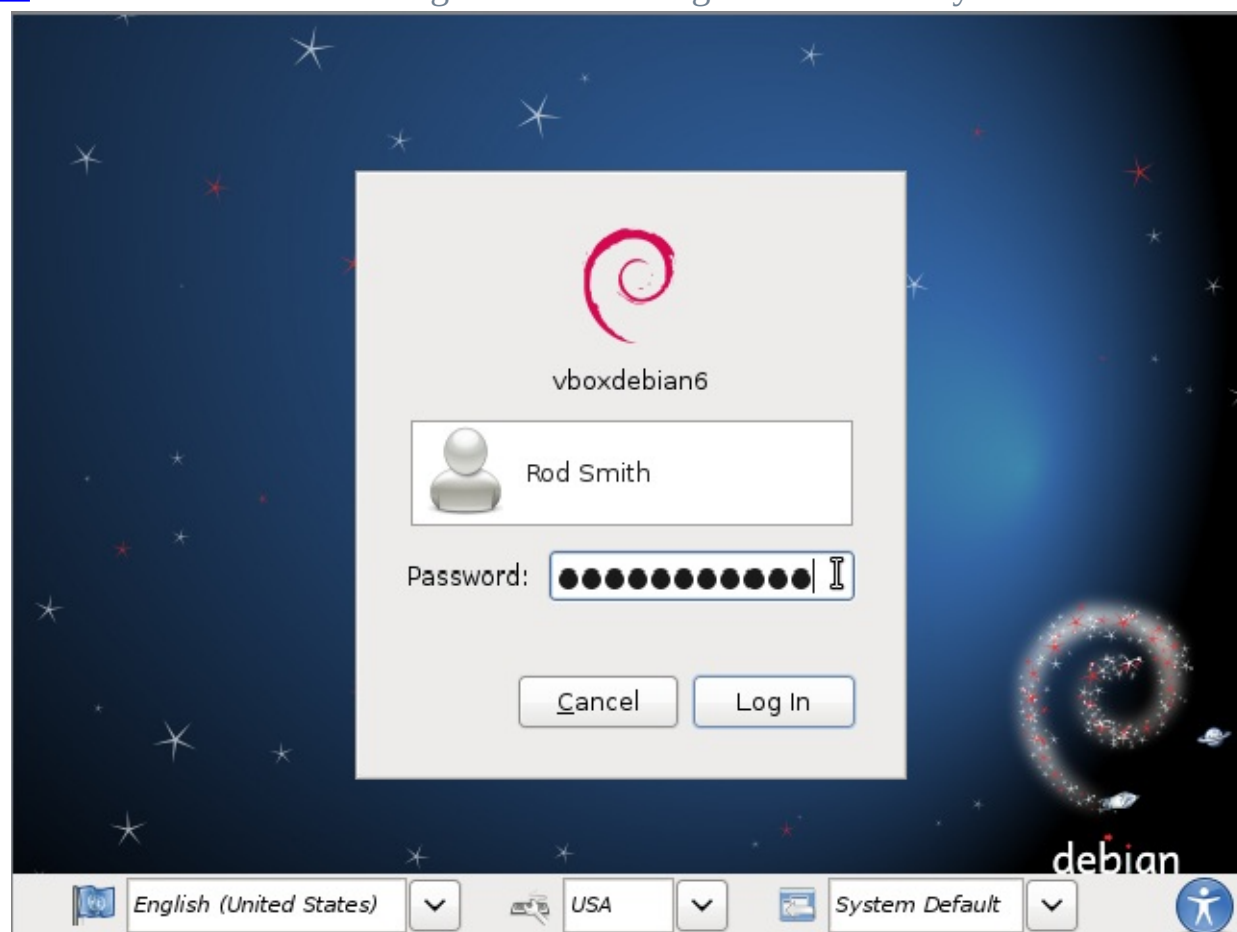 vboxdebian6
Rod Smith
Password:
Cancel Log In
debian
English (United States) USA System Default